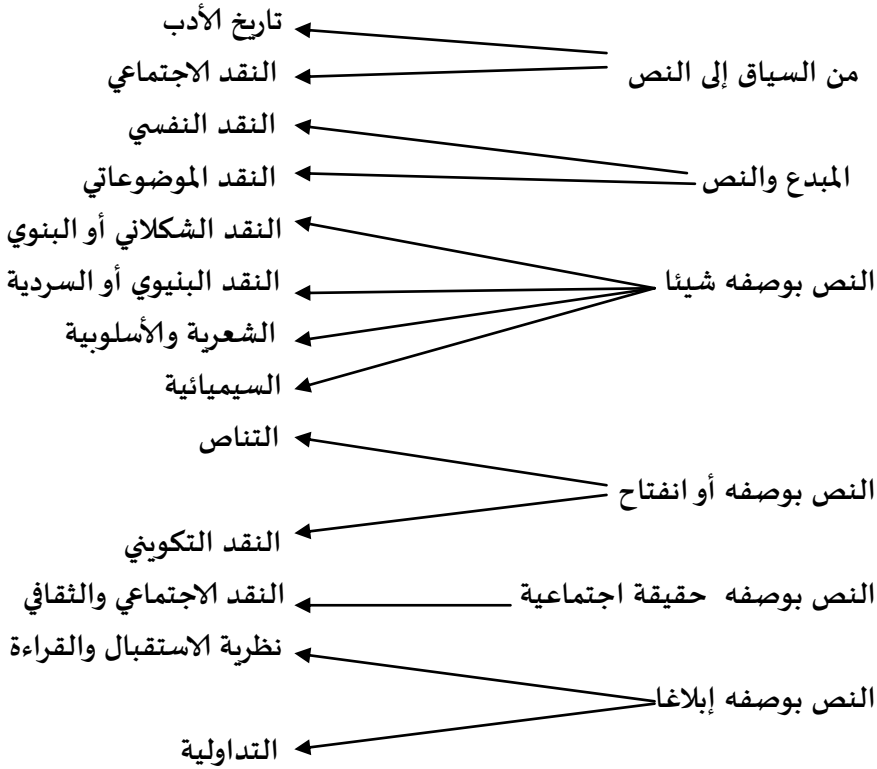 تاريخ الأدب
من السياق إلى النص
النقد الاجتماعي
النقد النفسي
المبدع والنص
النقد الموضوعاتي
النقد الشكلاني أو البنوي
النص بوصفه شيئا
النقد البنيوي أو السردية
الشعرية والأسلوبية
السيميائية
التناص
النص بوصفه أو انفتاح
النقد التكويني
النص بوصفه حقيقة اجتماعية
النقد الاجتماعي والثقافي
نظرية الاستقبال والقراءة
النص بوصفه إبلاغا
التداولية